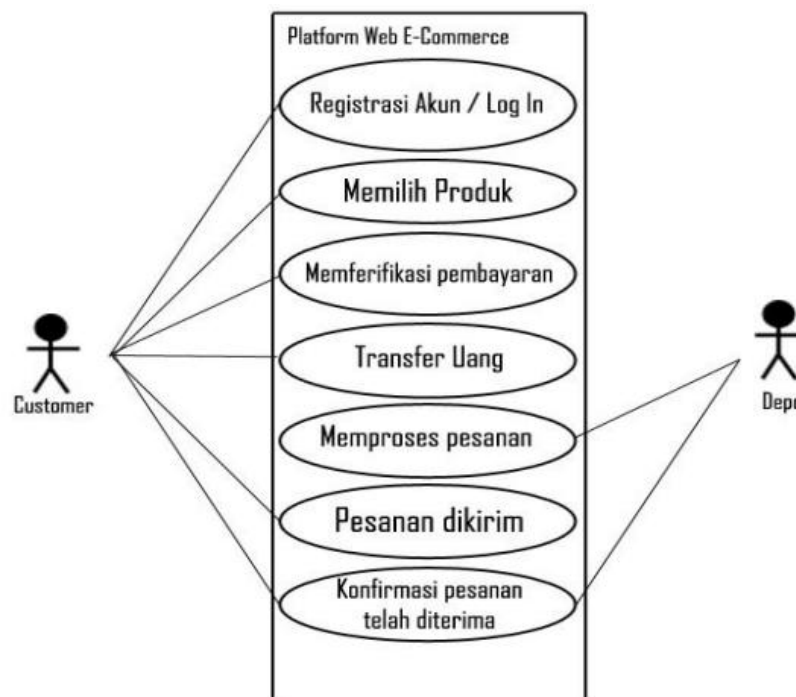 Platform Web E-Commerce
Registrasi Akun / Log In
Memilih Produk
Memferifikasi pembayaran
Transfer Uang
Memproses pesanan
Pesanan dikirim
Konfirmasi pesanan
telah diterima
Customer